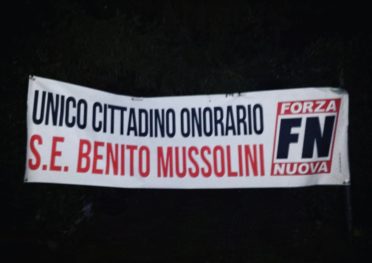 UNICO CITTADINO ONORARIO
S.E. BENITO MUSSOLINI
FORZA
FN
NUOVA